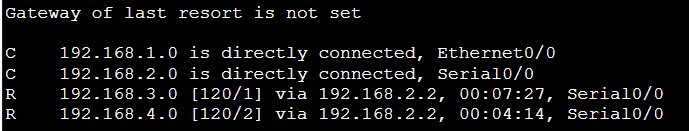 Gateway of last resort is not set
C    192.168.1.0 is directly connected, Ethernet0/0
C    192.168.2.0 is directly connected, Serial0/0
R    192.168.3.0 [120/1] via 192.168.2.2, 00:07:27, Serial0/0
R    192.168.4.0 [120/2] via 192.168.2.2, 00:04:14, Serial0/0